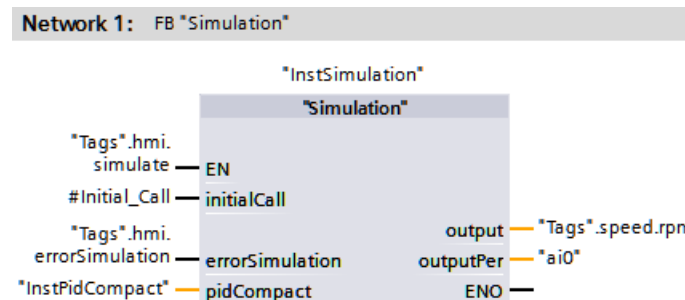 Network 1: FB "Simulation"
"InstSimulation"
"Simulation"
"Tags".hmi.
simulate
EN
#Initial_Call
initialCall
"Tags".hmi.
errorSimulation
errorSimulation
"InstPidCompact"
pidCompact
output
"Tags".speed.rpm
outputPer
"ai0"
ENO